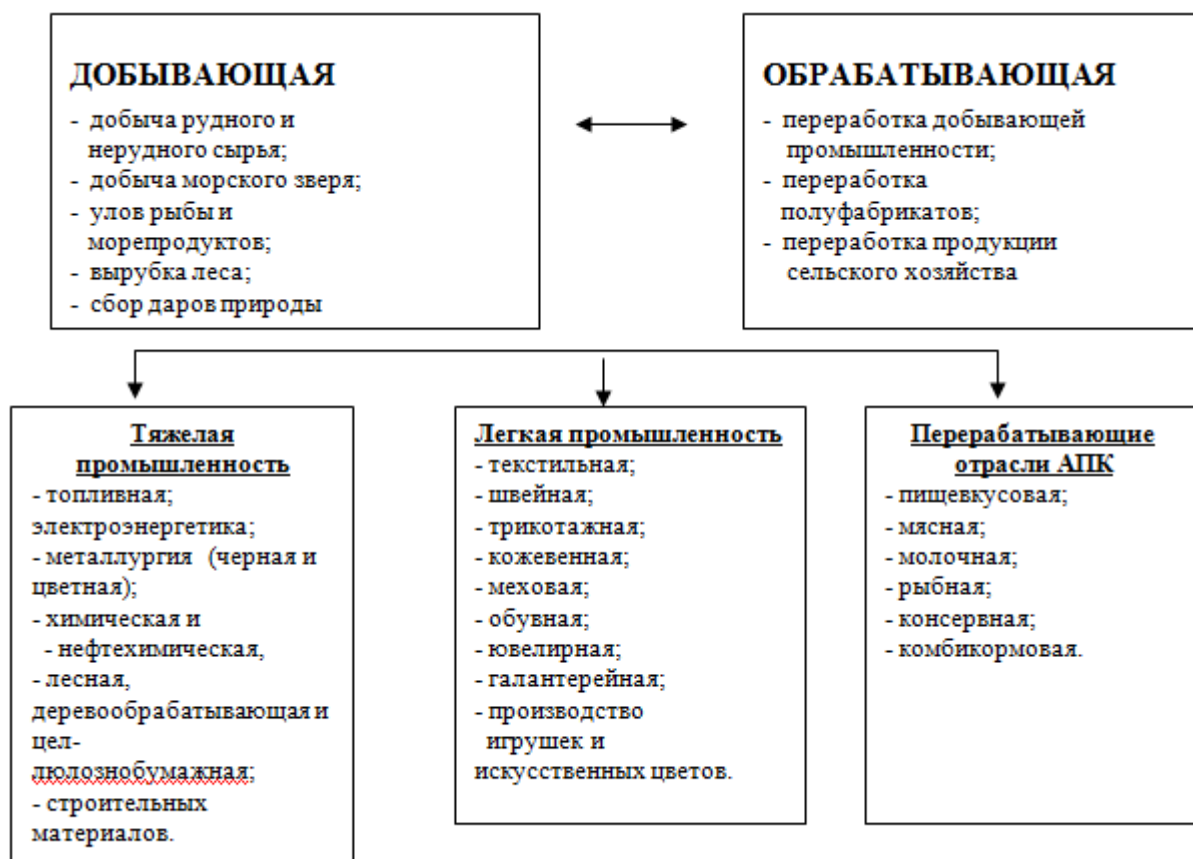 ДОБЫВАЮЩАЯ
- добыча рудного и
нерудного сырья;
- добыча морского зверя;
- улов рыбы и
морепродуктов;
- вырубка леса;
- сбор даров природы
ОБРАБАТЫВАЮЩАЯ
- переработка добывающей
промышленности;
- переработка
полуфабрикатов;
- переработка продукции
сельского хозяйства
Тяжелая
промышленность
- топливная;
электроэнергетика;
- металлургия (черная и
цветная);
- химическая и
- нефтехимическая,
- лесная,
деревообрабатывающая и
цел-
люлознобумажная;
- строительных
материалов.
Легкая промышленность
- текстильная;
- швейная;
- трикотажная;
- кожевенная;
- меховая;
- обувная;
- ювелирная;
- галантерейная;
- производство
игрушек и
искусственных цветов.
Перерабатывающие
отрасли АПК
- пищевкусовая;
- мясная;
- молочная;
- рыбная;
- консервная;
- комбикормовая.